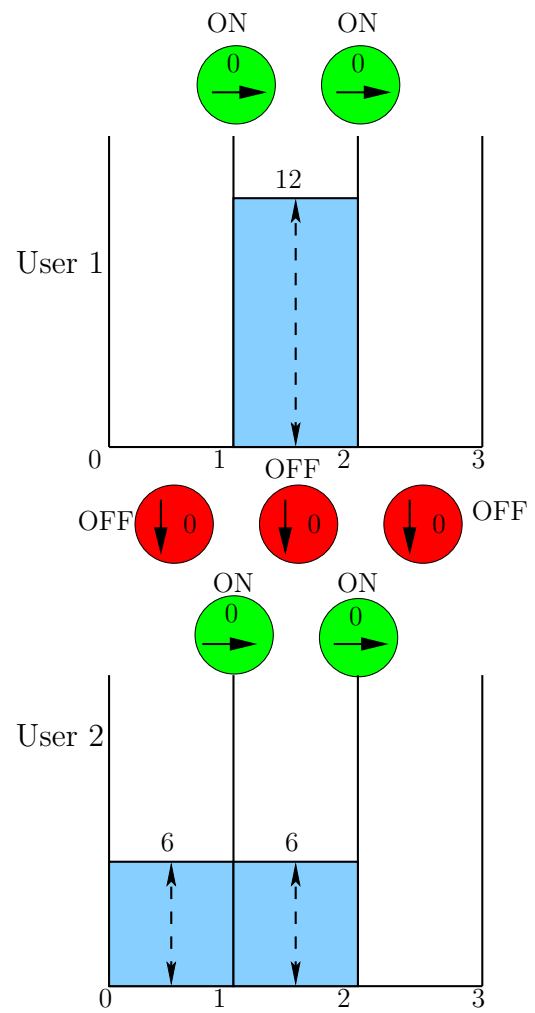 ON ON
0 0
12
User 1
0 1 2 3
OFF
OFF 0 0 0 OFF
ON ON
0 0
User 2
6 6
0 1 2 3